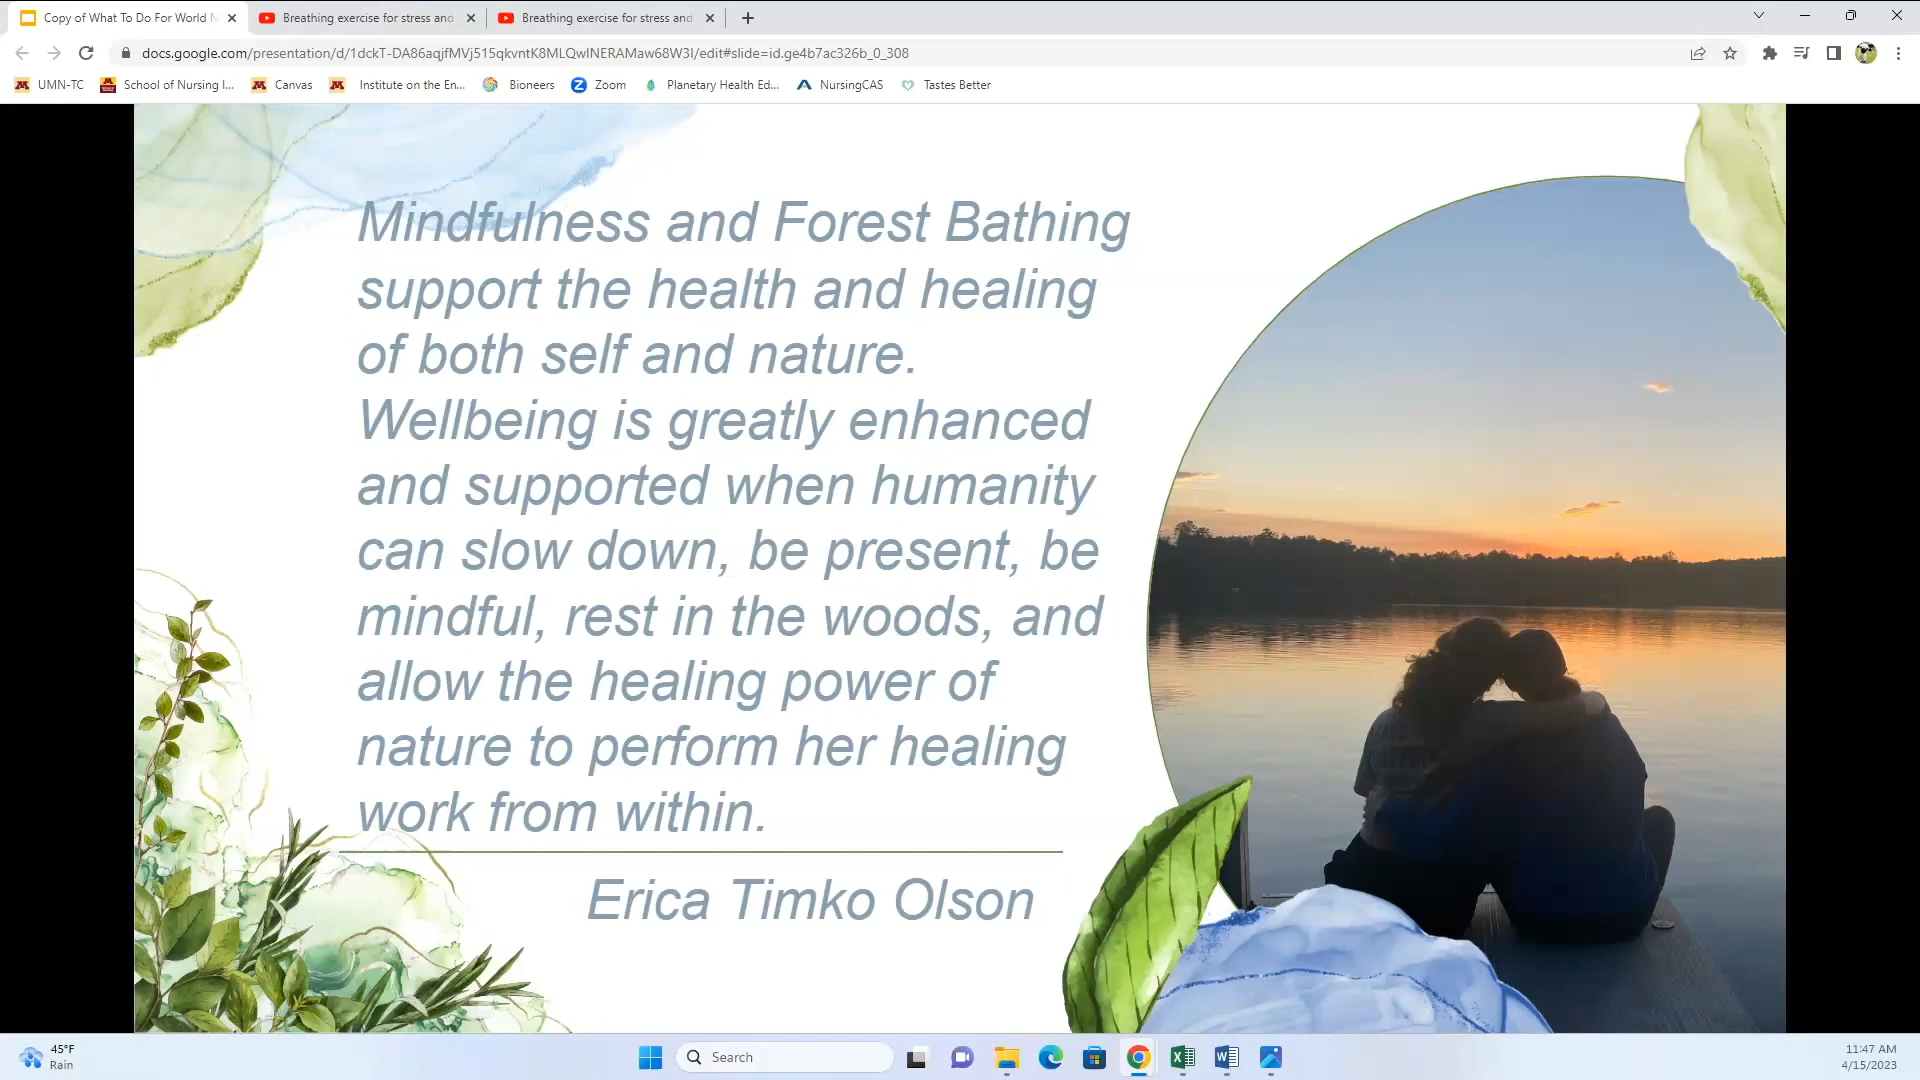 Copy of What To Do For World N
Breathing exercise for stress and
Breathing exercise for stress and
docs.google.com/presentation/d/1dckT-DA86aqjfMVj515qkvntK8MLQwlNERAMaw68W3I/edit#slide=id.ge4b7ac326b_0_308
UMN-TC
School of Nursing I...
Canvas
Institute on the En...
Bioneers
Zoom
Planetary Health Ed...
NursingCAS
Tastes Better
Mindfulness and Forest Bathing
support the health and healing
of both self and nature.
Wellbeing is greatly enhanced
and supported when humanity
can slow down, be present, be
mindful, rest in the woods, and
allow the healing power of
nature to perform her healing
work from within.
Erica Timko Olson
45°F
Rain
Search
11:47 AM
4/15/2023